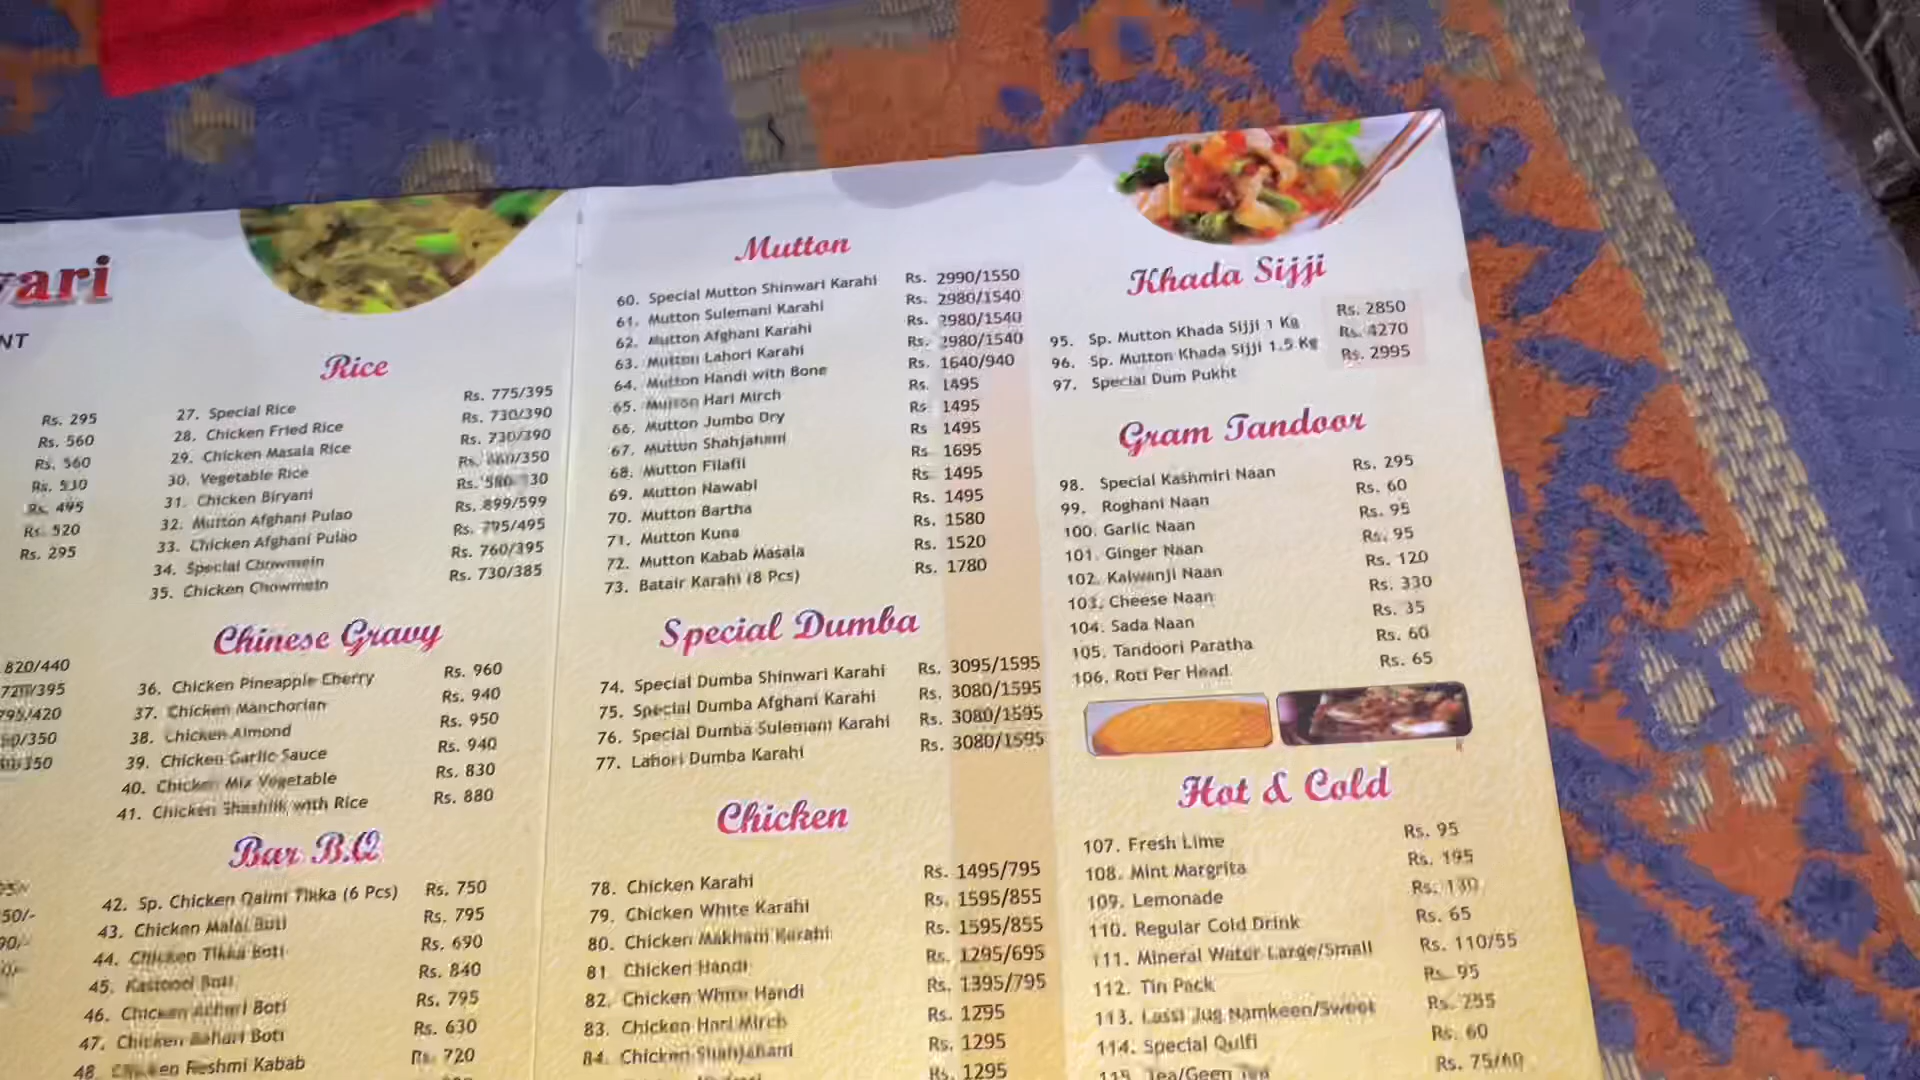 ari
NT
Rs. 295
Rs. 560
Rs. 560
Rs. 530
Rs. 495
Rs. 520
Rs. 295
820/440
795/420
Rice
27. Special Rice Rs. 775/395
28. Chicken Fried Rice Rs. 730/390
29. Chicken Masala Rice Rs. 730/390
30. Vegetable Rice
31. Chicken Biryani
32. Mutton Afghani Pulao Rs. 899/599
33. Chicken Afghani Pulao Rs. 795/495
34. Special Chowmein Rs. 760/395
35. Chicken Chowmein Rs. 730/385
Chinese Gravy
36. Chicken Pineapple Cherry Rs. 960
37. Chicken Manchorian Rs. 940
38. Chicken Almond Rs. 950
39. Chicken Garlic Sauce Rs. 940
40. Chicken Mix Vegetable Rs. 830
41. Chicken Shashlik with Rice Rs. 880
Bar B.Q
42. Sp. Chicken Qalmi Tikka (6 Pcs) Rs. 750
43. Chicken Malai Boti Rs. 795
44. Chicken Tikka Boti Rs. 690
45. Rs. 840
46. Chicken Achari Boti Rs. 795
47. Chicken Bahari Boti Rs. 630
48. Chicken Reshmi Kabab Rs. 720
Mutton
60. Special Mutton Shinwari Karahi Rs. 2990/1550
61. Mutton Sulemani Karahi Rs. 2980/1540
62. Mutton Afghani Karahi Rs. 2980/1540
63. Mutton Lahori Karahi Rs. 2980/1540
64. Mutton Handi with Bone Rs. 1640/940
65. Mutton Hari Mirch Rs. 1495
66. Mutton Jumbo Dry Rs 1495
67. Mutton Shahjahani Rs 1495
68. Mutton Filafil Rs 1695
69. Mutton Nawabi Rs. 1495
70. Mutton Bartha Rs. 1495
71. Mutton Kuna Rs. 1580
72. Mutton Kabab Masala Rs. 1520
73. Batair Karahi (8 Pcs) Rs. 1780
Special Dumba
74. Special Dumba Shinwari Karahi Rs. 3095/1595
75. Special Dumba Afghani Karahi Rs. 3080/1595
76. Special Dumba Sulemani Karahi Rs. 3080/1595
77. Lahori Dumba Karahi Rs. 3080/1595
Chicken
78. Chicken Karahi Rs. 1495/795
79. Chicken White Karahi Rs. 1595/855
80. Chicken Makhani Karahi Rs. 1595/855
81. Chicken Handi Rs. 1295/695
82. Chicken White Handi Rs. 1395/795
83. Chicken Hari Mirch Rs. 1295
84. Chicken Shahjahani Rs. 1295
Rs. 1295
Khada Sijji
95. Sp. Mutton Khada Sijji 1 Kg Rs. 2850
96. Sp. Mutton Khada Sijji 1.5 Kg Rs. 4270
97. Special Dum Pukht Rs. 2995
Gram Tandoor
98. Special Kashmiri Naan Rs. 295
99. Roghani Naan Rs. 60
100. Garlic Naan Rs. 95
101. Ginger Naan Rs. 95
102. Kalwanji Naan Rs. 120
103. Cheese Naan Rs. 330
104. Sada Naan Rs. 35
105. Tandoori Paratha Rs. 60
106. Roti Per Head Rs. 65
Hot & Cold
107. Fresh Lime Rs. 95
108. Mint Margrita Rs. 195
109. Lemonade Rs. 130
110. Regular Cold Drink Rs. 65
111. Mineral Water Large/Small Rs. 110/55
112. Tin Pack Rs. 95
113. Lassi Jug Namkeen/Sweet Rs. 255
114. Special Qulfi Rs. 60
115. Tea/Geen Tea Rs. 75/60